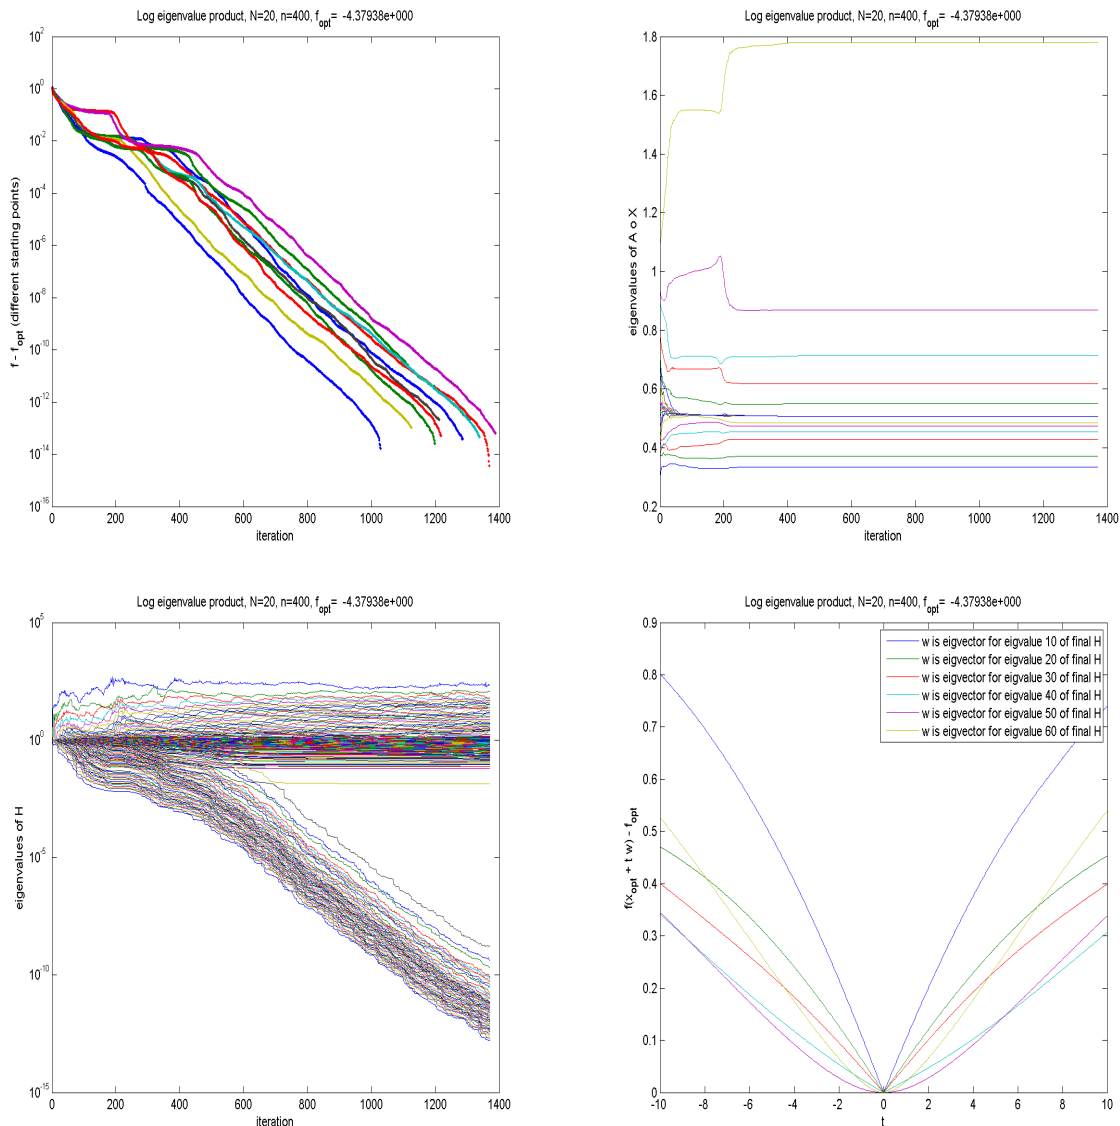 Log eigenvalue product, N=20, n=400, fopt= -4.37938e+000
f - fopt (different starting points)
10^2
10^0
10^-2
10^-4
10^-6
10^-8
10^-10
10^-12
10^-14
10^-16
0 200 400 600 800 1000 1200 1400
iteration
Log eigenvalue product, N=20, n=400, fopt= -4.37938e+000
eigenvalues of A o X
1.8
1.6
1.4
1.2
1
0.8
0.6
0.4
0.2
0 200 400 600 800 1000 1200 1400
iteration
Log eigenvalue product, N=20, n=400, fopt= -4.37938e+000
eigenvalues of H
10^5
10^0
10^-5
10^-10
10^-15
0 200 400 600 800 1000 1200 1400
iteration
Log eigenvalue product, N=20, n=400, fopt= -4.37938e+000
w is eigvector for eigvalue 10 of final H
w is eigvector for eigvalue 20 of final H
w is eigvector for eigvalue 30 of final H
w is eigvector for eigvalue 40 of final H
w is eigvector for eigvalue 50 of final H
w is eigvector for eigvalue 60 of final H
f(xopt + t w) - fopt
0.9
0.8
0.7
0.6
0.5
0.4
0.3
0.2
0.1
0
-10 -8 -6 -4 -2 0 2 4 6 8 10
t